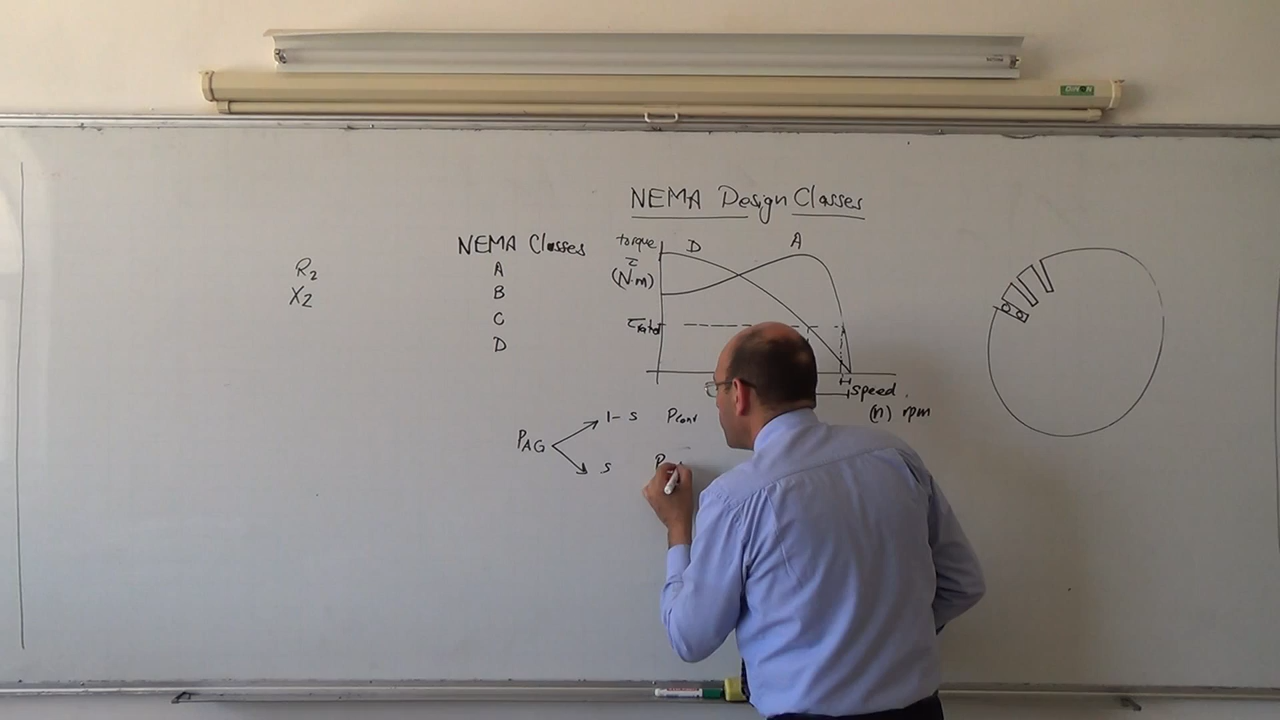 NEMA Design Classes
NEMA Classes
A
B
C
D
R2
X2
torque
τ
(N·m)
D
A
τrated
speed
(n) rpm
PAG
1-s Pconv
s P